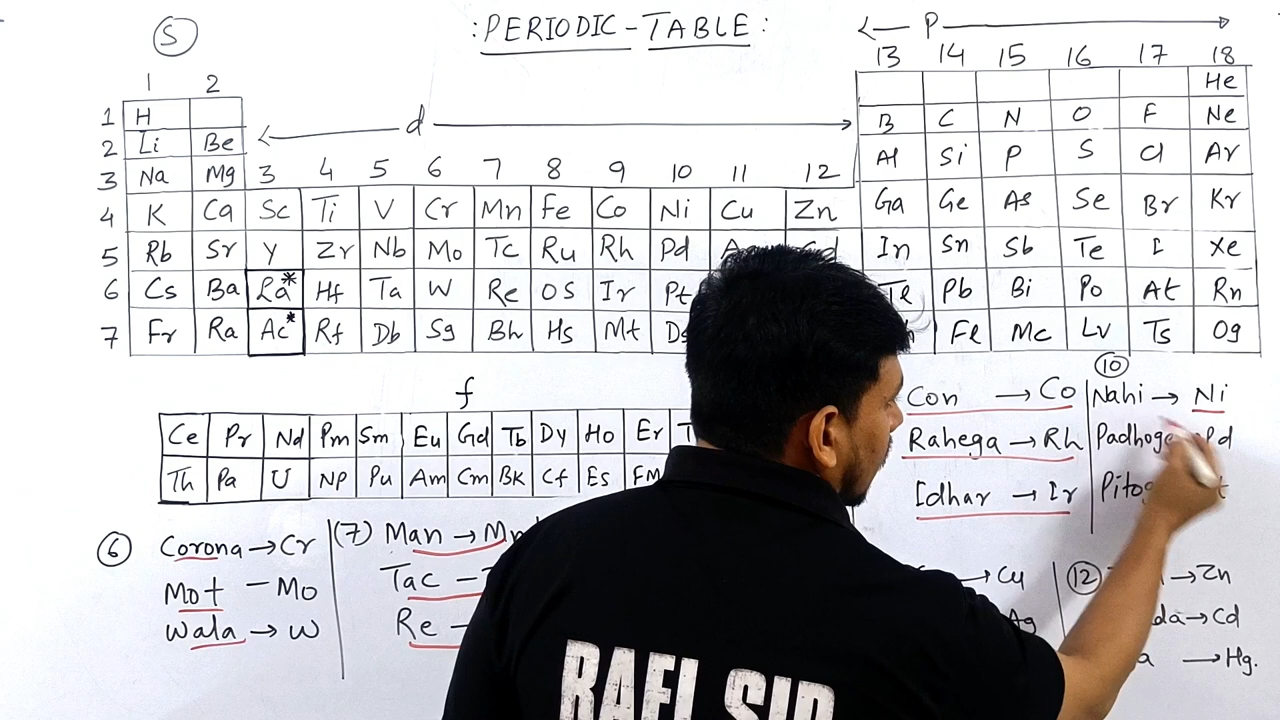 S : PERIODIC - TABLE : ← P →
13 14 15 16 17 18
1 2 He
1 H ← d → B C N O F Ne
2 Li Be Al Si P S Cl Ar
3 Na Mg 3 4 5 6 7 8 9 10 11 12
4 K Ca Sc Ti V Cr Mn Fe Co Ni Cu Zn Ga Ge As Se Br Kr
5 Rb Sr Y Zr Nb Mo Tc Ru Rh Pd In Sn Sb Te I Xe
6 Cs Ba La* Hf Ta W Re OS Ir Pt Tl Pb Bi Po At Rn
7 Fr Ra Ac* Rf Db Sg Bh Hs Mt Ds Fl Mc Lv Ts Og
f
Ce Pr Nd Pm Sm Eu Gd Tb Dy Ho Er
Th Pa U NP Pu Am Cm BK Cf Es FM
Con → Co
Rahega → Rh
Idhar → Ir
10 Nahi → Ni
Padhoge Pd
6 Corona → Cr
Mot – Mo
Wala → W
(7) Man → Mn
Tac –
Re –
→ Cu
Ag
12 → Zn
→ Cd
→ Hg.
RAFI SIR